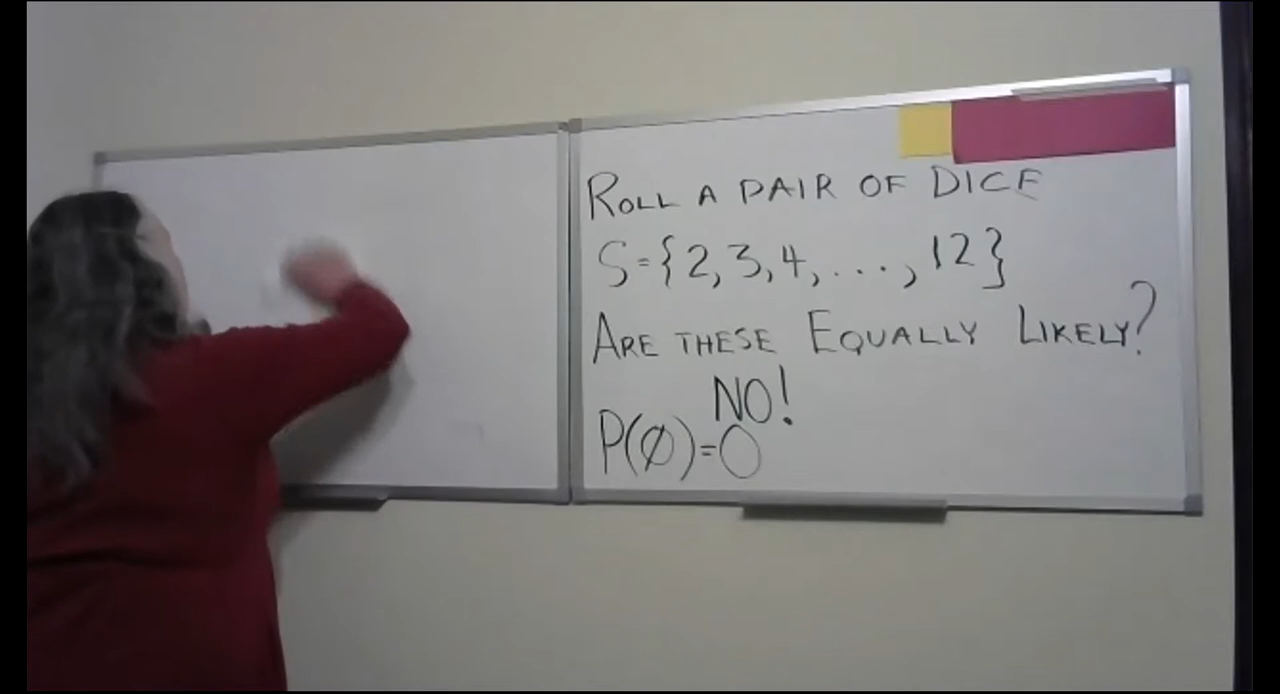 ROLL A PAIR OF DICE
S={2,3,4,...,12}
ARE THESE EQUALLY LIKELY?
NO!
P(∅)=0